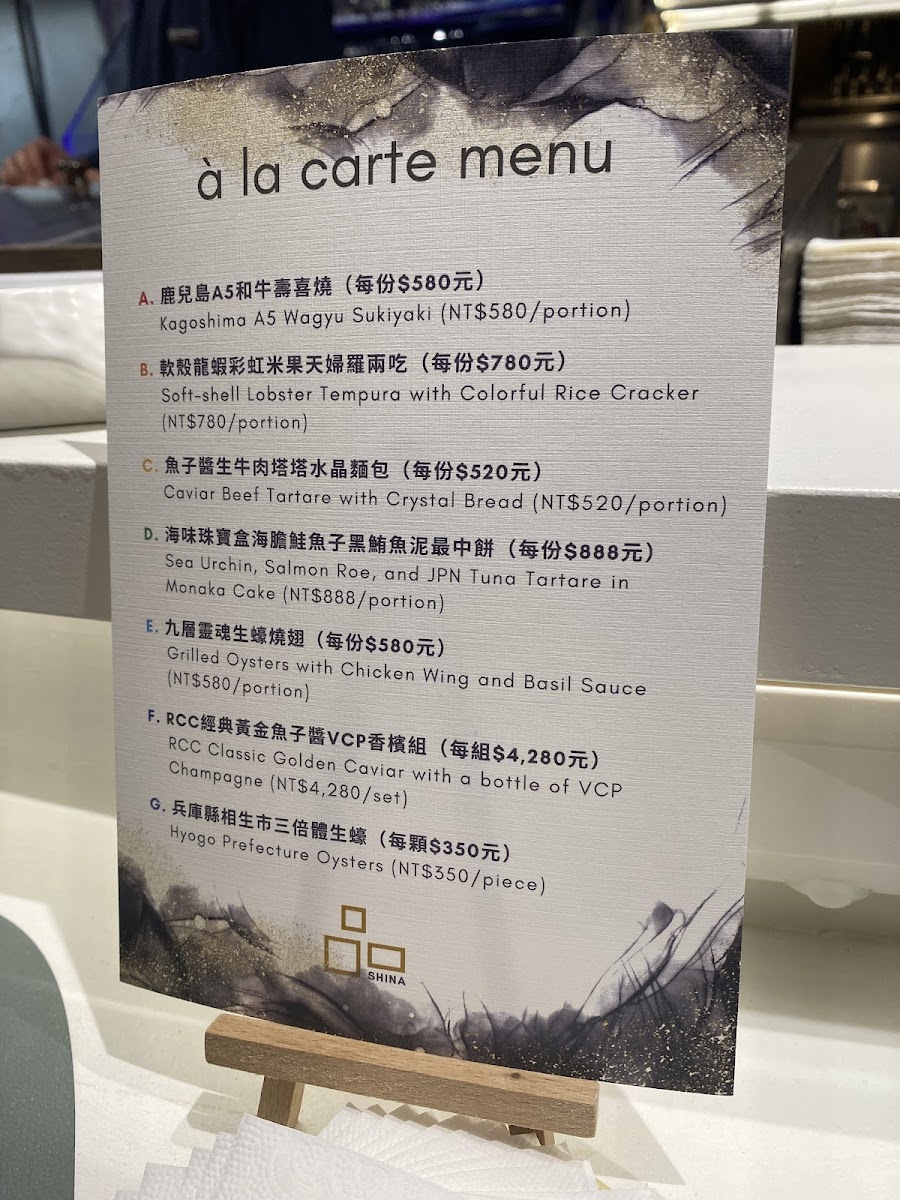 à la carte menu
A. 鹿兒島A5和牛壽喜燒（每份$580元）
Kagoshima A5 Wagyu Sukiyaki (NT$580/portion)
B. 軟殼龍蝦彩虹米果天婦羅兩吃（每份$780元）
Soft-shell Lobster Tempura with Colorful Rice Cracker
(NT$780/portion)
C. 魚子醬生牛肉塔塔水晶麵包（每份$520元）
Caviar Beef Tartare with Crystal Bread (NT$520/portion)
D. 海味珠寶盒海膽鮭魚子黑鮪魚泥最中餅（每份$888元）
Sea Urchin, Salmon Roe, and JPN Tuna Tartare in
Monaka Cake (NT$888/portion)
E. 九層靈魂生蠔燒翅（每份$580元）
Grilled Oysters with Chicken Wing and Basil Sauce
(NT$580/portion)
F. RCC經典黃金魚子醬VCP香檳組（每組$4,280元）
RCC Classic Golden Caviar with a bottle of VCP
Champagne (NT$4,280/set)
G. 兵庫縣相生市三倍體生蠔（每顆$350元）
Hyogo Prefecture Oysters (NT$350/piece)
SHINA